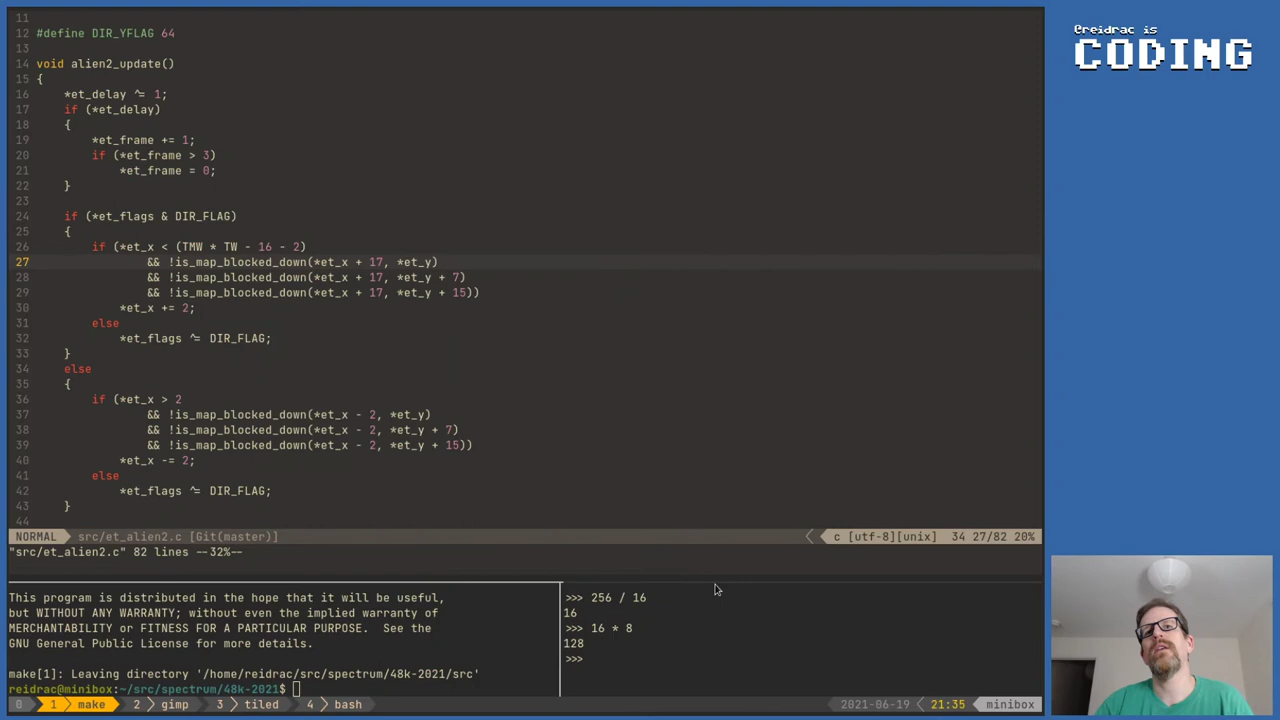 @reidrac is
CODING
11
12 #define DIR_YFLAG 64
13
14 void alien2_update()
15 {
16     *et_delay ^= 1;
17     if (*et_delay)
18     {
19         *et_frame += 1;
20         if (*et_frame > 3)
21             *et_frame = 0;
22     }
23
24     if (*et_flags & DIR_FLAG)
25     {
26         if (*et_x < (TMW * TW - 16 - 2)
27                 && !is_map_blocked_down(*et_x + 17, *et_y)
28                 && !is_map_blocked_down(*et_x + 17, *et_y + 7)
29                 && !is_map_blocked_down(*et_x + 17, *et_y + 15))
30             *et_x += 2;
31         else
32             *et_flags ^= DIR_FLAG;
33     }
34     else
35     {
36         if (*et_x > 2
37                 && !is_map_blocked_down(*et_x - 2, *et_y)
38                 && !is_map_blocked_down(*et_x - 2, *et_y + 7)
39                 && !is_map_blocked_down(*et_x - 2, *et_y + 15))
40             *et_x -= 2;
41         else
42             *et_flags ^= DIR_FLAG;
43     }
44
NORMAL src/et_alien2.c [Git(master)] c [utf-8][unix] 34 27/82 20%
"src/et_alien2.c" 82 lines --32%--
This program is distributed in the hope that it will be useful,
but WITHOUT ANY WARRANTY; without even the implied warranty of
MERCHANTABILITY or FITNESS FOR A PARTICULAR PURPOSE.  See the
GNU General Public License for more details.
make[1]: Leaving directory '/home/reidrac/src/spectrum/48k-2021/src'
reidrac@minibox:~/src/spectrum/48k-2021$
>>> 256 / 16
16
>>> 16 * 8
128
>>>
0 1 make 2 gimp 3 tiled 4 bash 2021-06-19 21:35 minibox